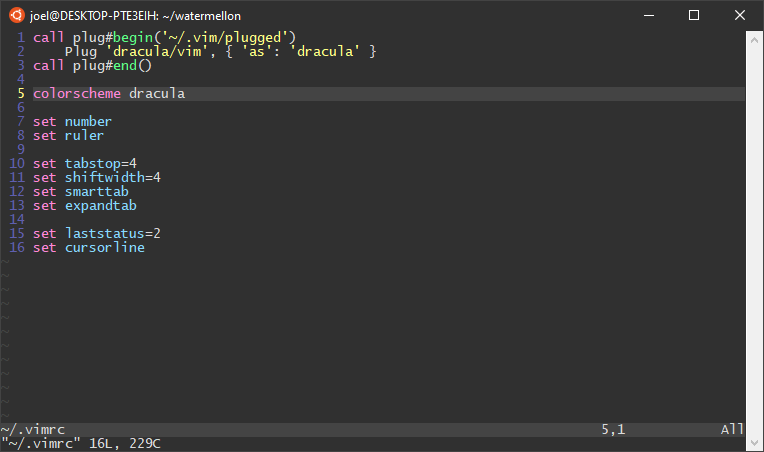 joel@DESKTOP-PTE3EIH: ~/watermellon
1 call plug#begin('~/.vim/plugged')
2     Plug 'dracula/vim', { 'as': 'dracula' }
3 call plug#end()
4
5 colorscheme dracula
6
7 set number
8 set ruler
9
10 set tabstop=4
11 set shiftwidth=4
12 set smarttab
13 set expandtab
14
15 set laststatus=2
16 set cursorline
~
~
~
~
~
~
~
~
~
~
~
~
~/.vimrc 5,1 All
"~/.vimrc" 16L, 229C